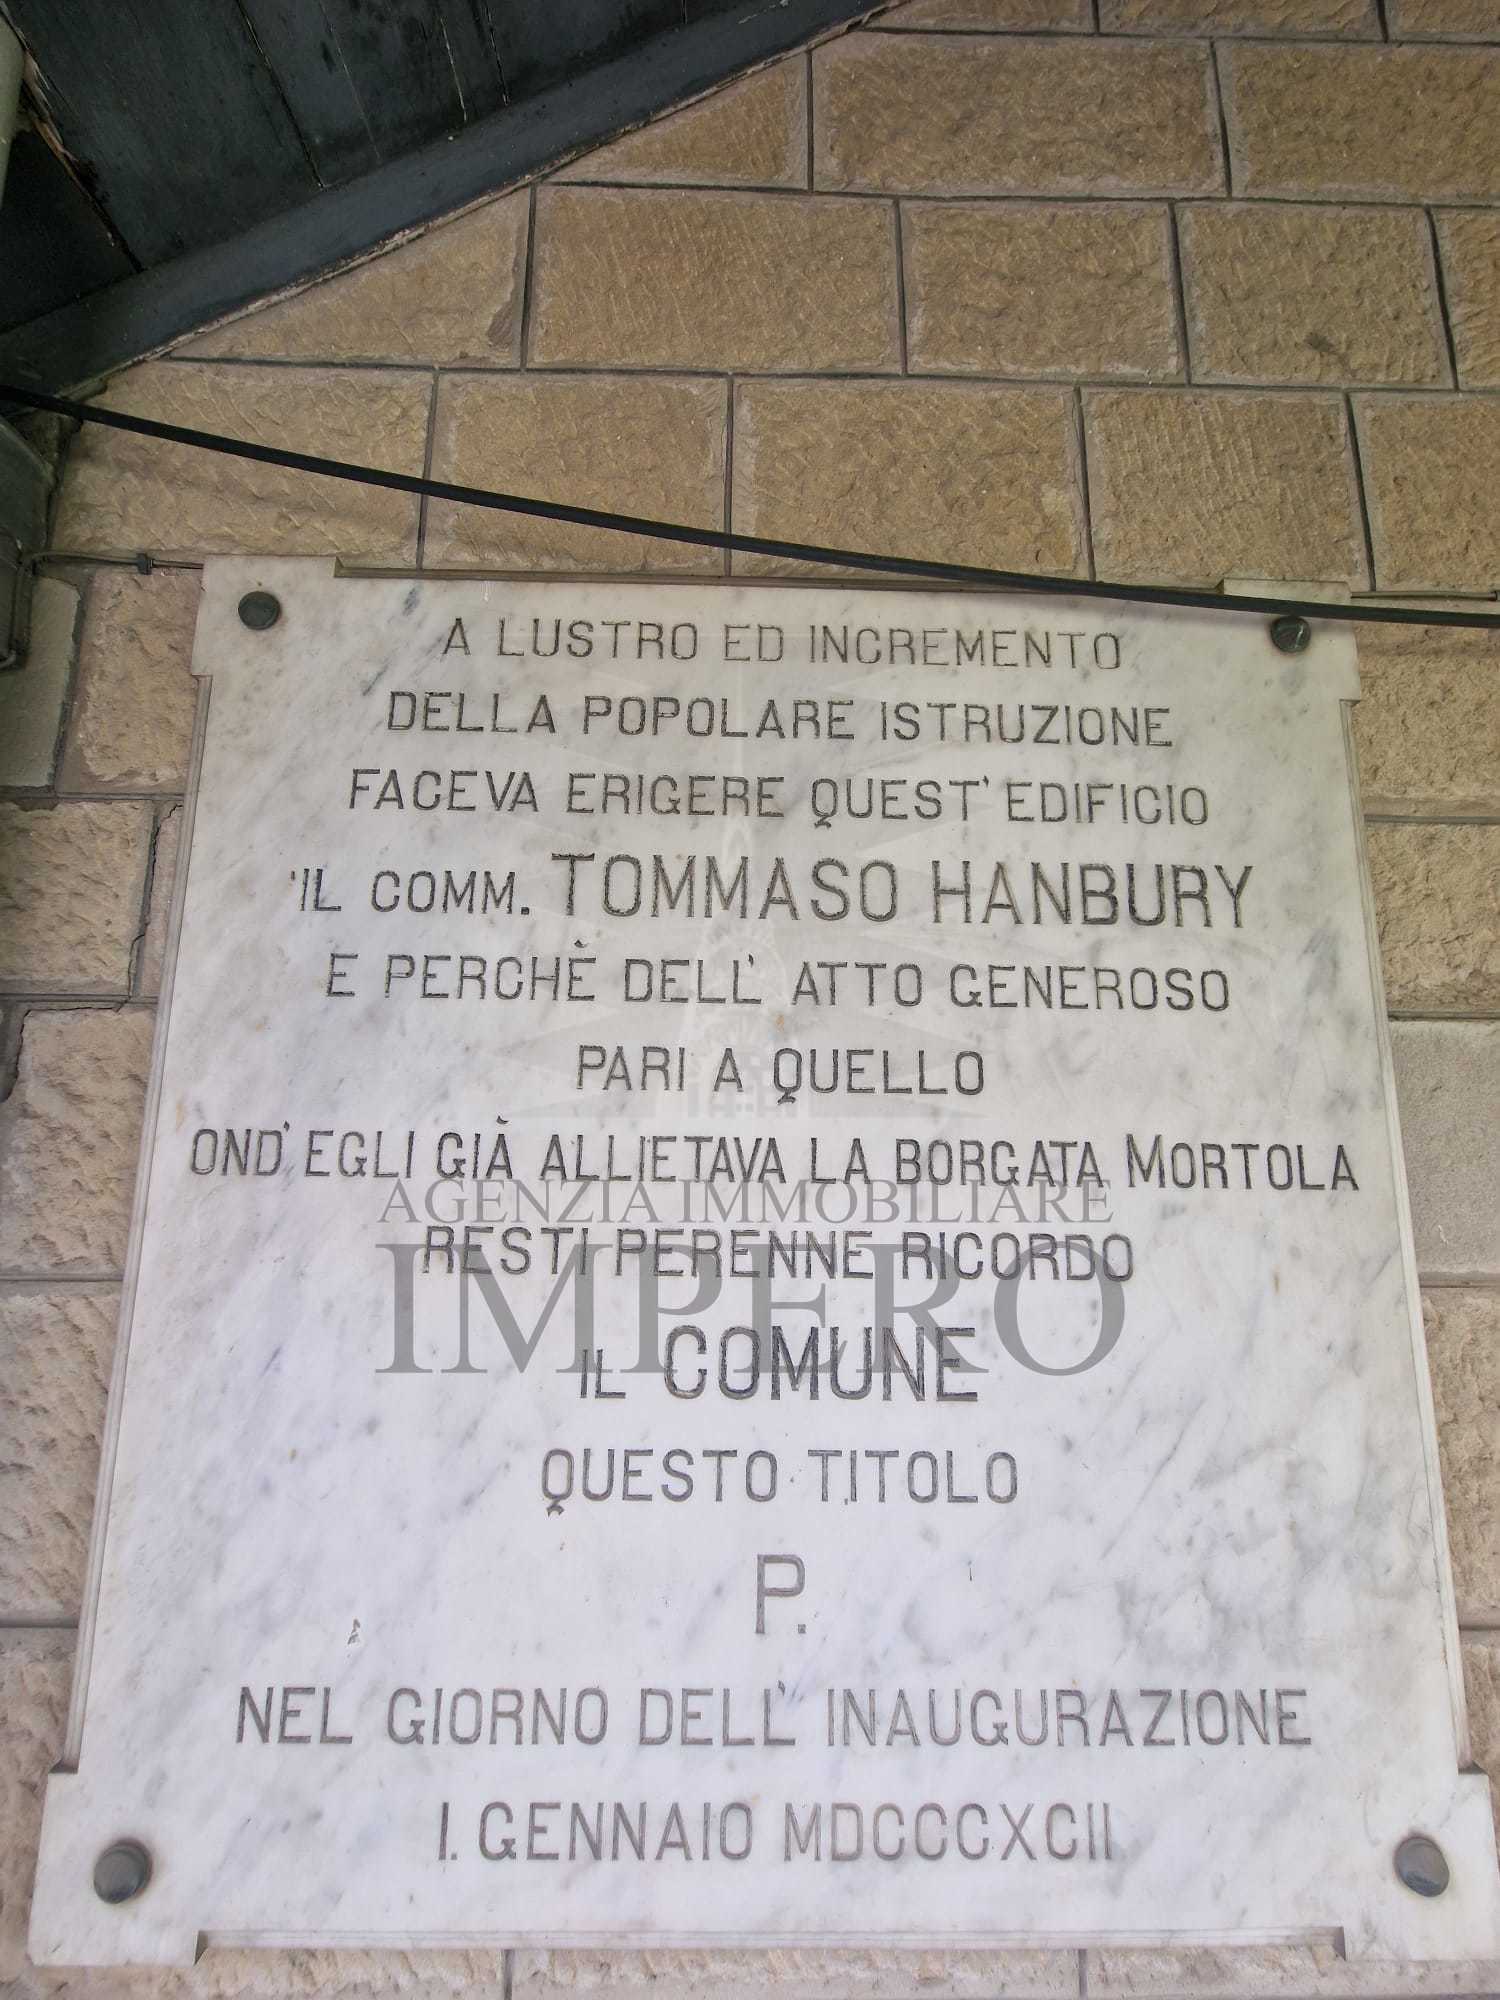 A LUSTRO ED INCREMENTO
DELLA POPOLARE ISTRUZIONE
FACEVA ERIGERE QUEST' EDIFICIO
IL COMM. TOMMASO HANBURY
E PERCHÈ DELL' ATTO GENEROSO
PARI A QUELLO
OND' EGLI GIÀ ALLIETAVA LA BORGATA MORTOLA
AGENZIA IMMOBILIARE
RESTI PERENNE RICORDO
IMPERO
IL COMUNE
QUESTO TITOLO
P.
NEL GIORNO DELL' INAUGURAZIONE
I. GENNAIO MDCCCXCII